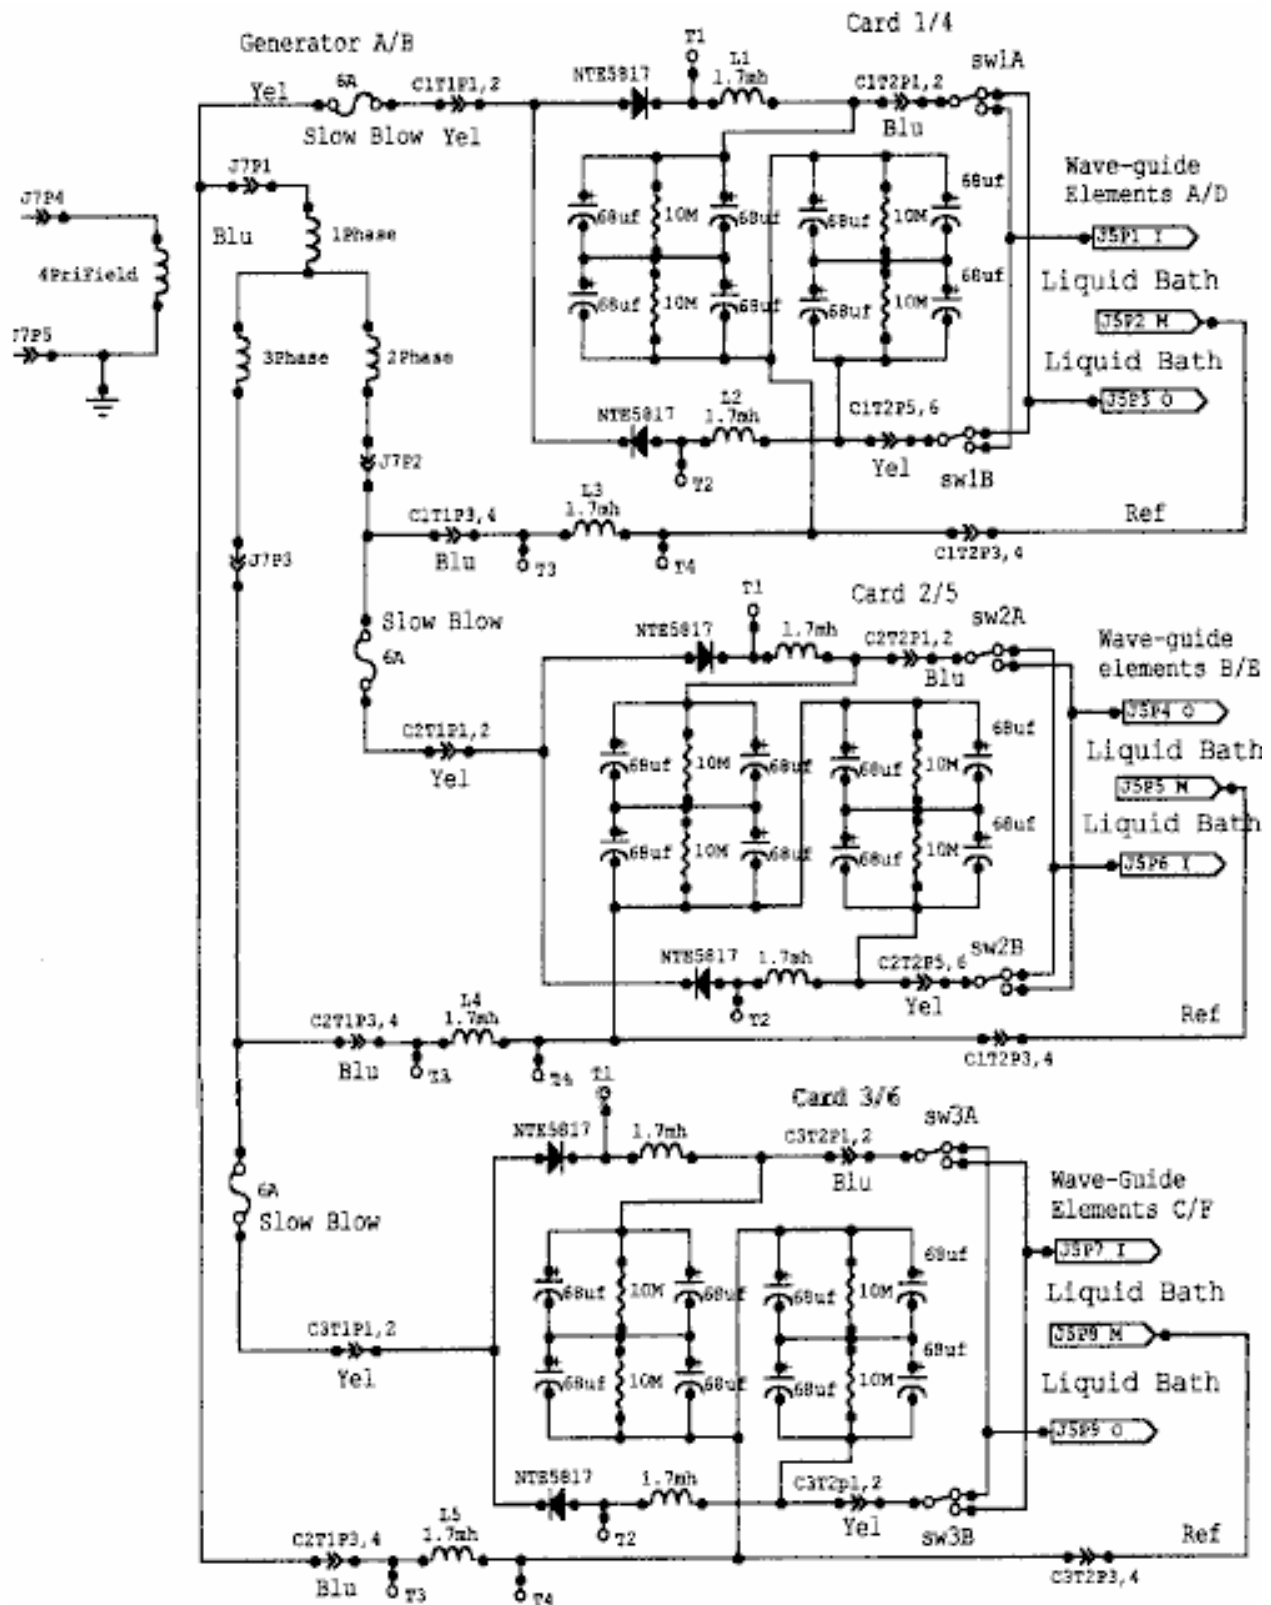 Generator A/B
Card 1/4
Yel
6A
Slow Blow
C1T1P1,2
Yel
NTE5817
T1
L1
1.7mh
C1T2P1,2
Blu
sw1A
J7P1
Blu
1Phase
J7P4
4PriField
J7P5
3Phase
2Phase
68uf
10M
68uf
68uf
10M
68uf
68uf
10M
68uf
68uf
10M
68uf
Wave-guide
Elements A/D
J5P1 I
Liquid Bath
J5P2 M
Liquid Bath
J5P3 O
NTE5817
L2
1.7mh
T2
C1T2P5,6
Yel
sw1B
J7P2
J7P3
C1T1P3,4
Blu
T3
L3
1.7mh
T4
C1T2P3,4
Ref
Card 2/5
Slow Blow
6A
C2T1P1,2
Yel
NTE5817
T1
1.7mh
C2T2P1,2
Blu
sw2A
68uf
10M
68uf
68uf
10M
68uf
68uf
10M
68uf
68uf
10M
68uf
Wave-guide
elements B/E
J5P4 O
Liquid Bath
J5P5 M
Liquid Bath
J5P6 I
NTE5817
1.7mh
T2
C2T2P5,6
Yel
sw2B
C2T1P3,4
Blu
L4
1.7mh
T4
C1T2P3,4
Ref
Card 3/6
6A
Slow Blow
C3T1P1,2
Yel
NTE5817
T1
1.7mh
C3T2P1,2
Blu
sw3A
68uf
10M
68uf
68uf
10M
68uf
68uf
10M
68uf
68uf
10M
68uf
Wave-Guide
Elements C/F
J5P7 I
Liquid Bath
J5P8 M
Liquid Bath
J5P9 O
NTE5817
1.7mh
T2
C3T2p1,2
Yel
sw3B
C2T1P3,4
Blu
T3
L5
1.7mh
T4
C3T2P3,4
Ref